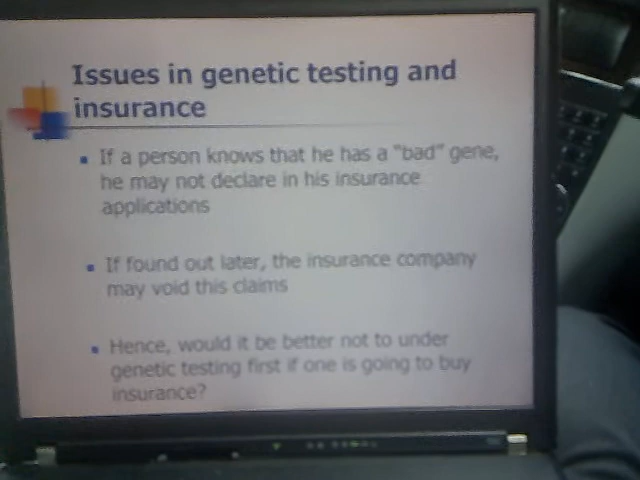 Issues in genetic testing and
insurance
If a person knows that he has a "bad" gene,
he may not declare in his insurance
applications
If found out later, the insurance company
may void this claims
Hence, would it be better not to under
genetic testing first if one is going to buy
insurance?